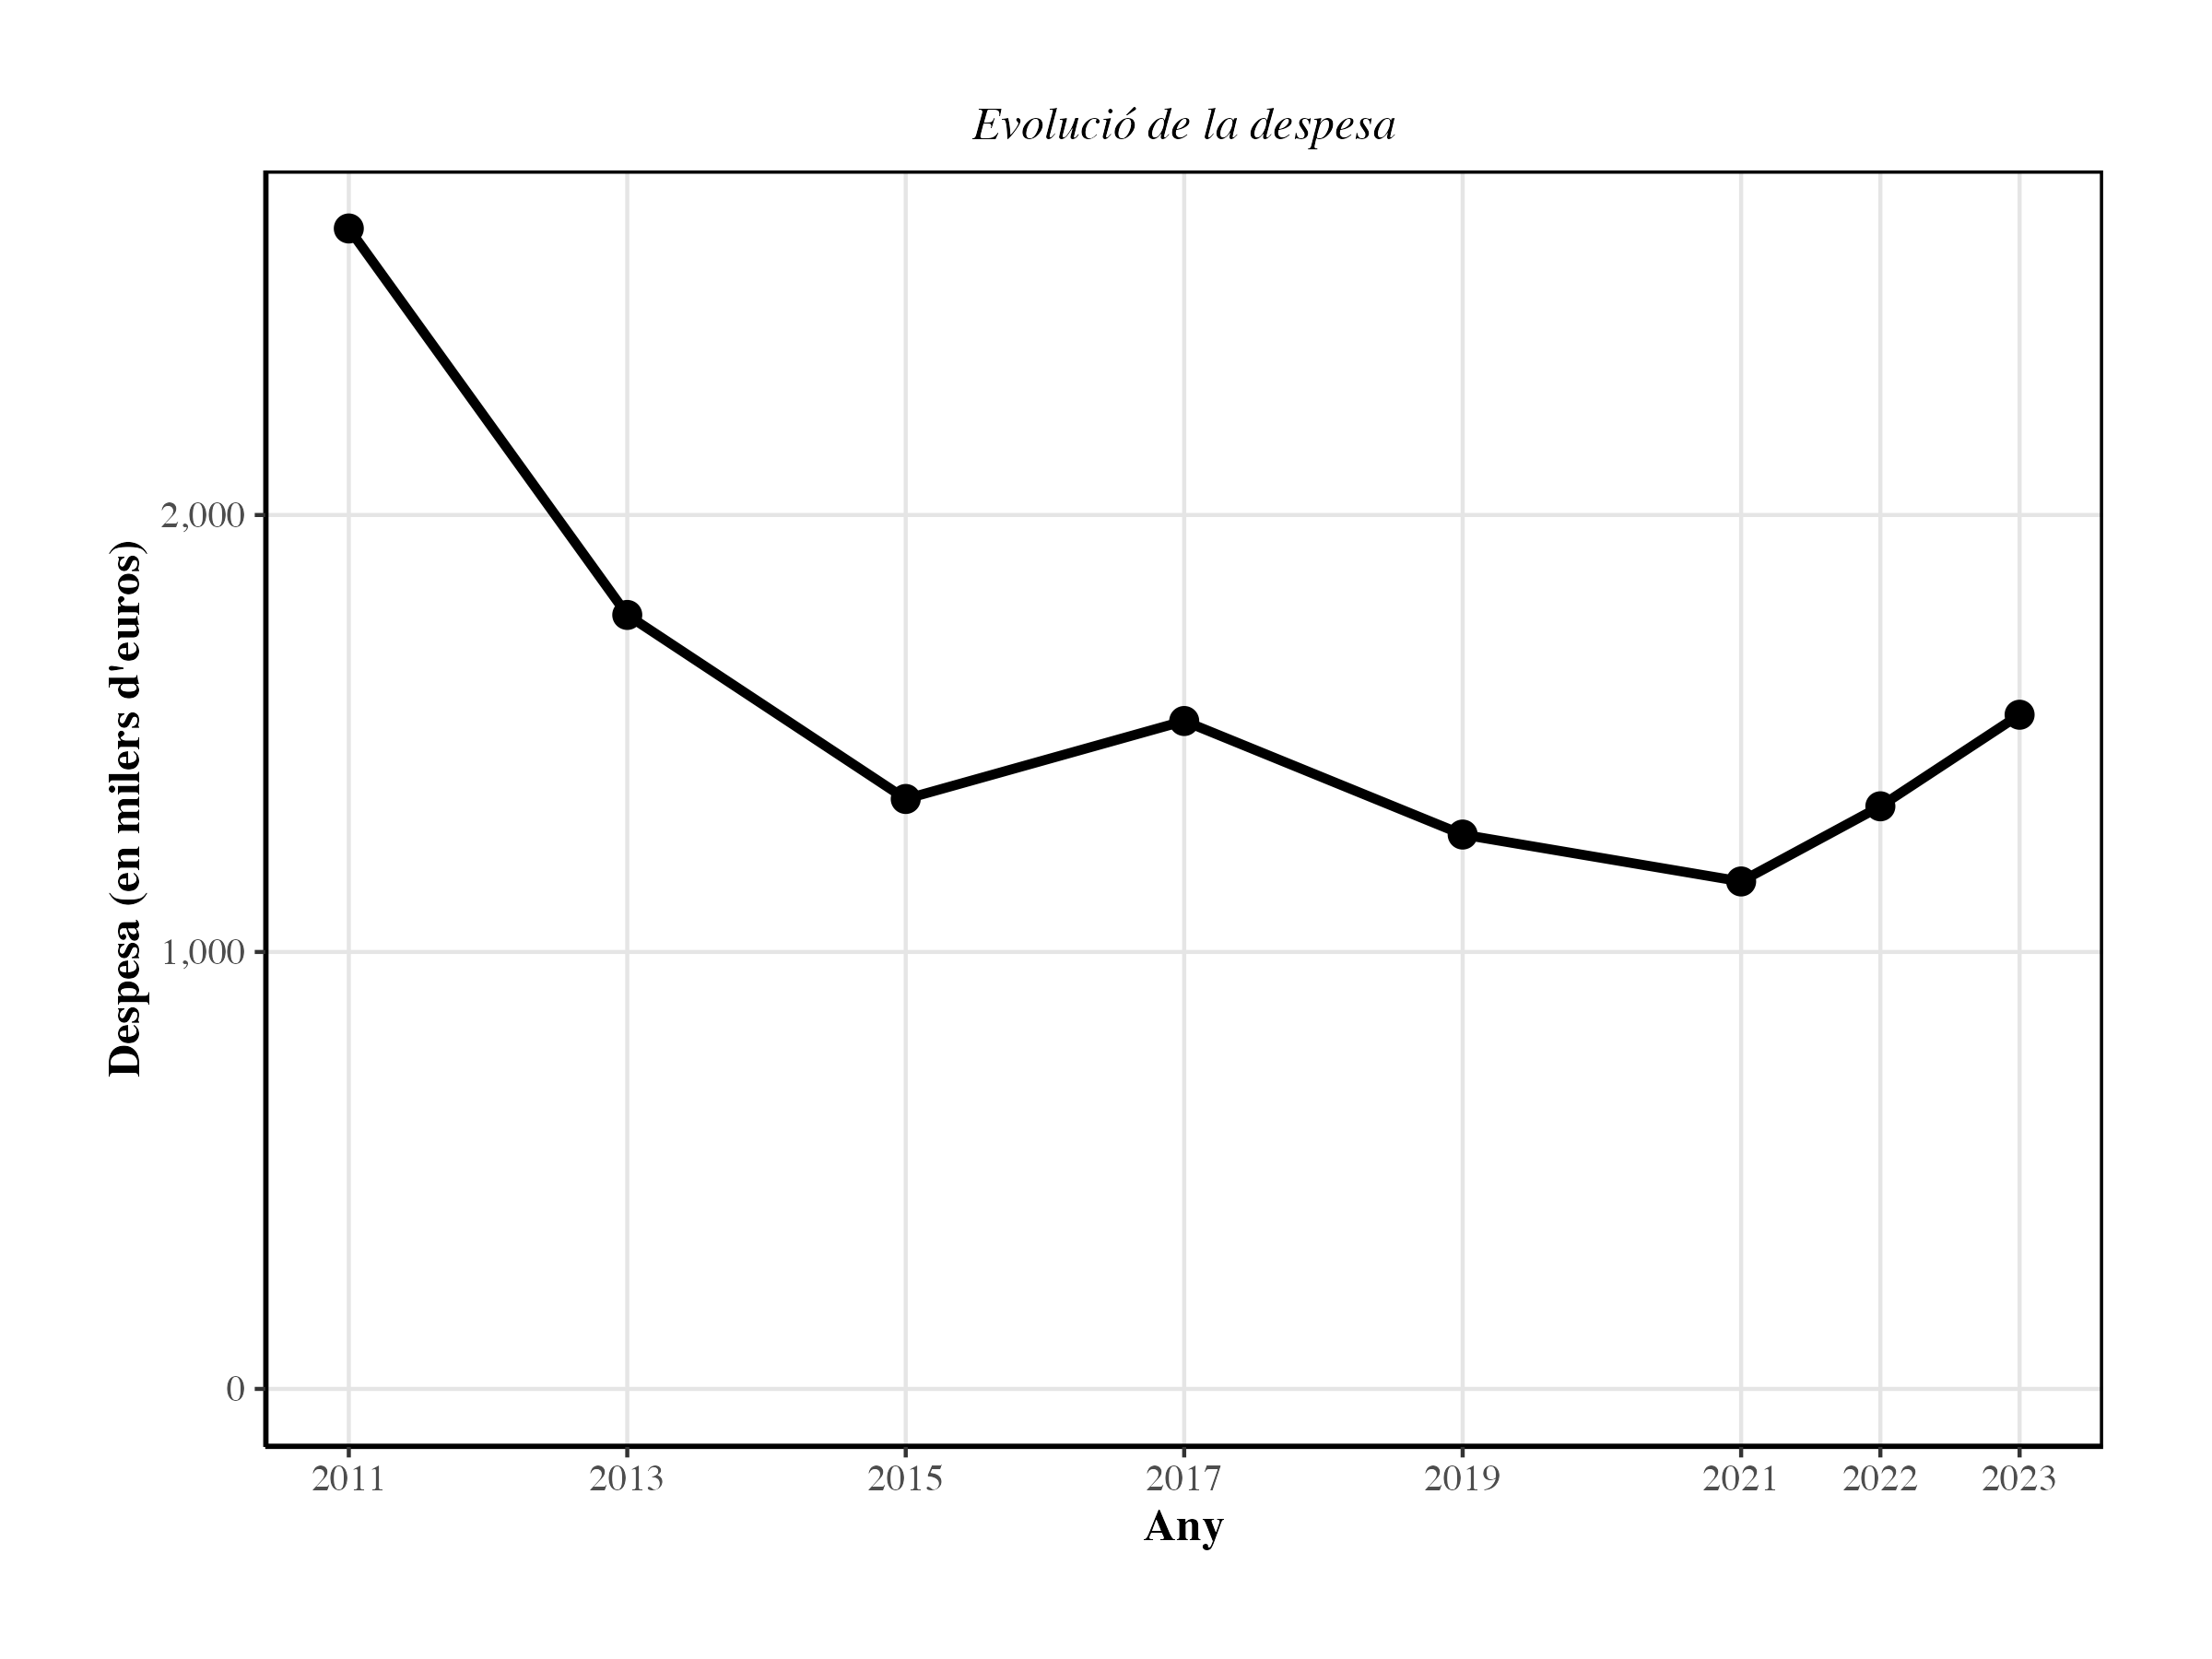 Evolució de la despesa
Despesa (en milers d'euros)
2,000
1,000
0
2011 2013 2015 2017 2019 2021 2022 2023
Any